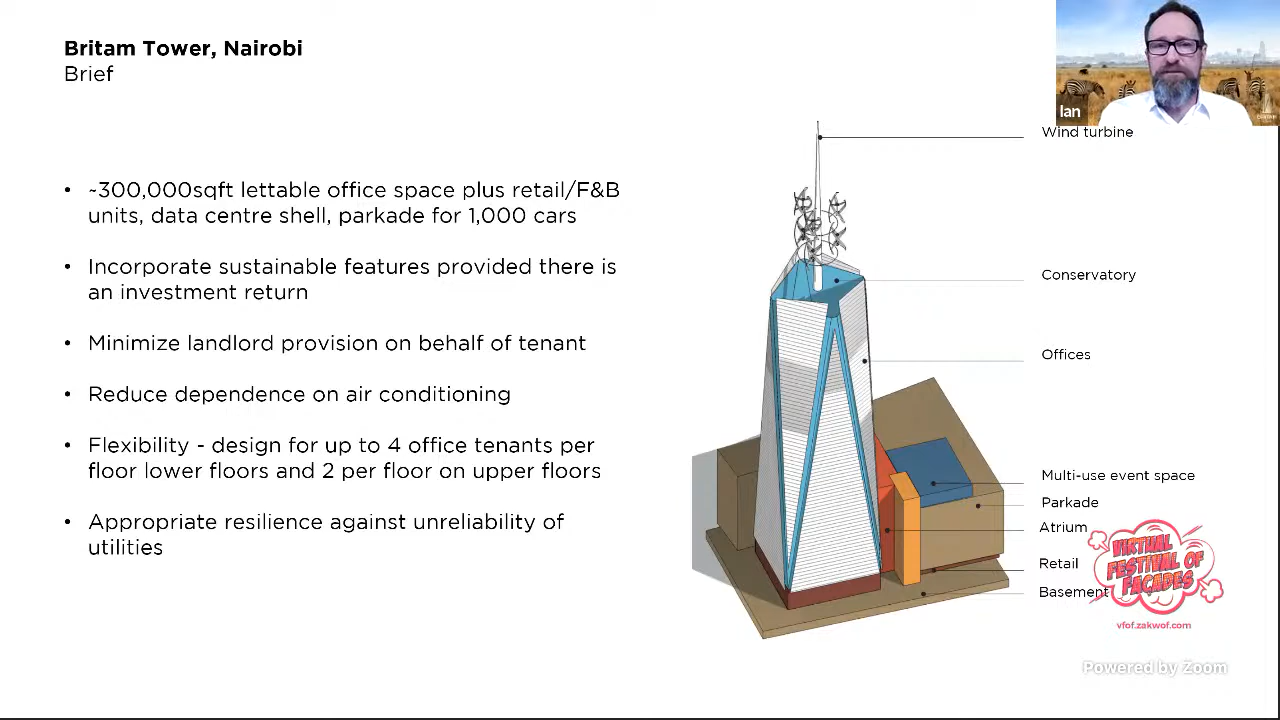 Britam Tower, Nairobi
Brief
Ian
• ~300,000sqft lettable office space plus retail/F&B
units, data centre shell, parkade for 1,000 cars
• Incorporate sustainable features provided there is
an investment return
• Minimize landlord provision on behalf of tenant
• Reduce dependence on air conditioning
• Flexibility - design for up to 4 office tenants per
floor lower floors and 2 per floor on upper floors
• Appropriate resilience against unreliability of
utilities
Wind turbine
Conservatory
Offices
Multi-use event space
Parkade
Atrium
Retail
Basement
VIRTUAL
FESTIVAL OF
FAÇADES
vfof.zakwof.com
Powered by Zoom